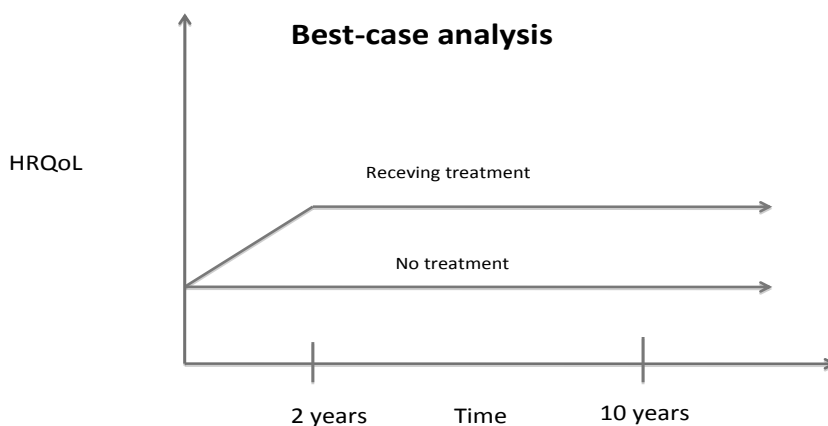 Best-case analysis
HRQoL
Receving treatment
No treatment
2 years
Time
10 years